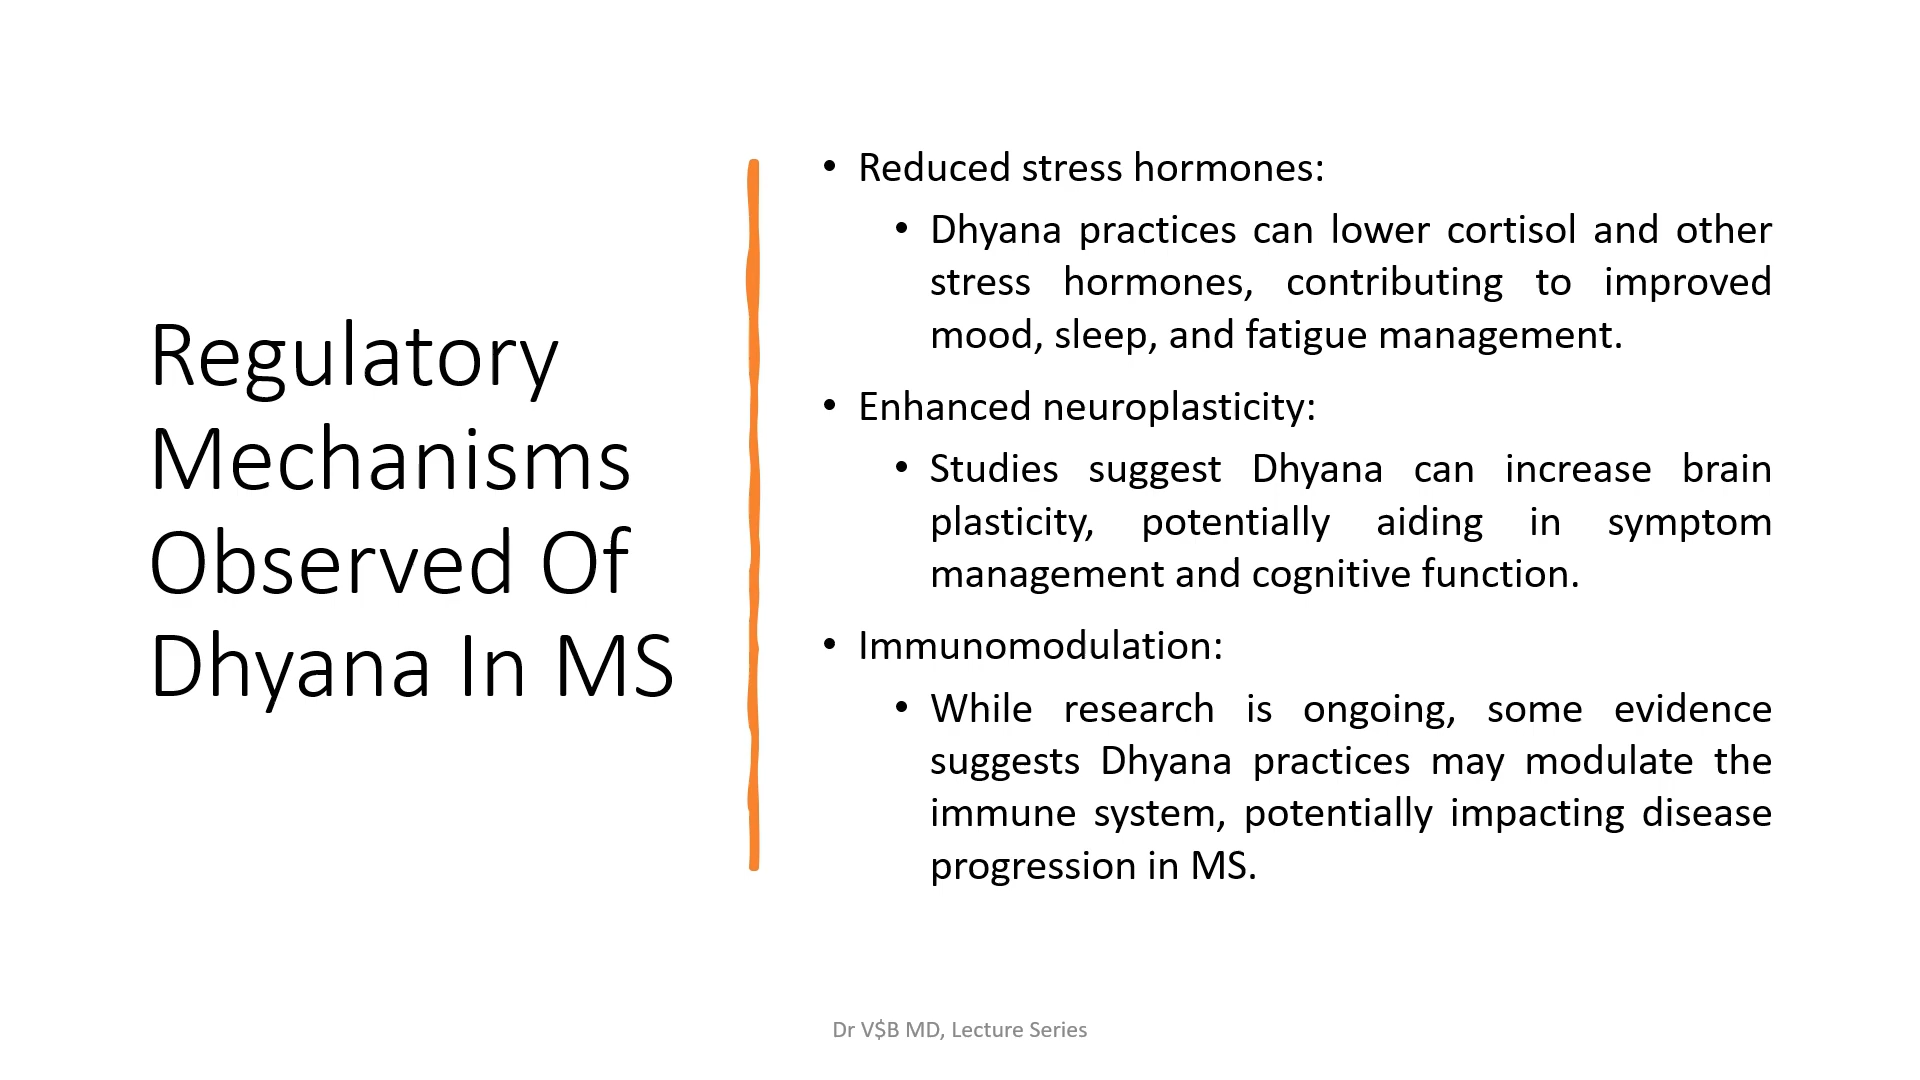 Regulatory
Mechanisms
Observed Of
Dhyana In MS
• Reduced stress hormones:
• Dhyana practices can lower cortisol and other
stress hormones, contributing to improved
mood, sleep, and fatigue management.
• Enhanced neuroplasticity:
• Studies suggest Dhyana can increase brain
plasticity, potentially aiding in symptom
management and cognitive function.
• Immunomodulation:
• While research is ongoing, some evidence
suggests Dhyana practices may modulate the
immune system, potentially impacting disease
progression in MS.
Dr V$B MD, Lecture Series